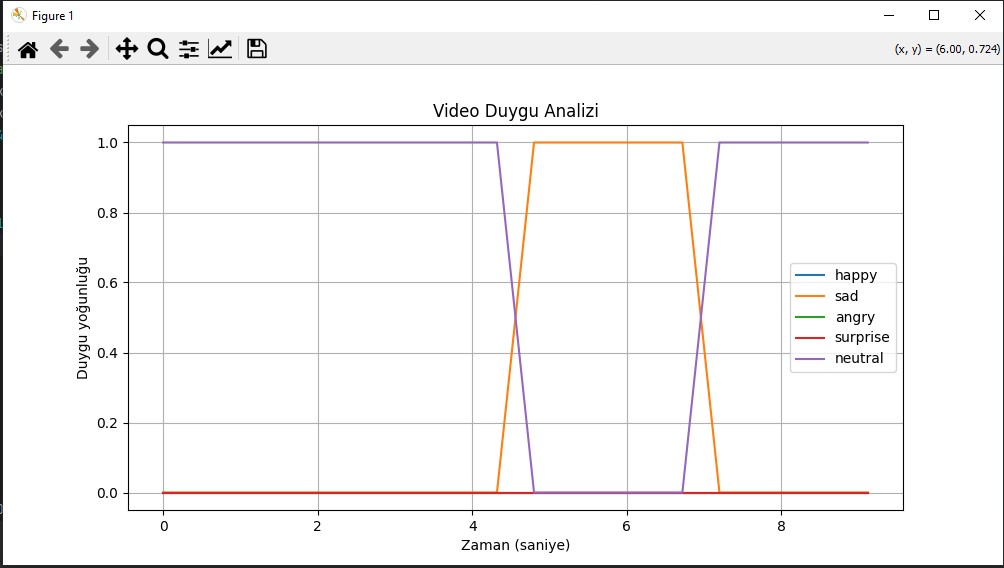 Figure 1
(x, y) = (6.00, 0.724)
Video Duygu Analizi
1.0
0.8
0.6
0.4
0.2
0.0
Duygu yoğunluğu
happy
sad
angry
surprise
neutral
0 2 4 6 8
Zaman (saniye)